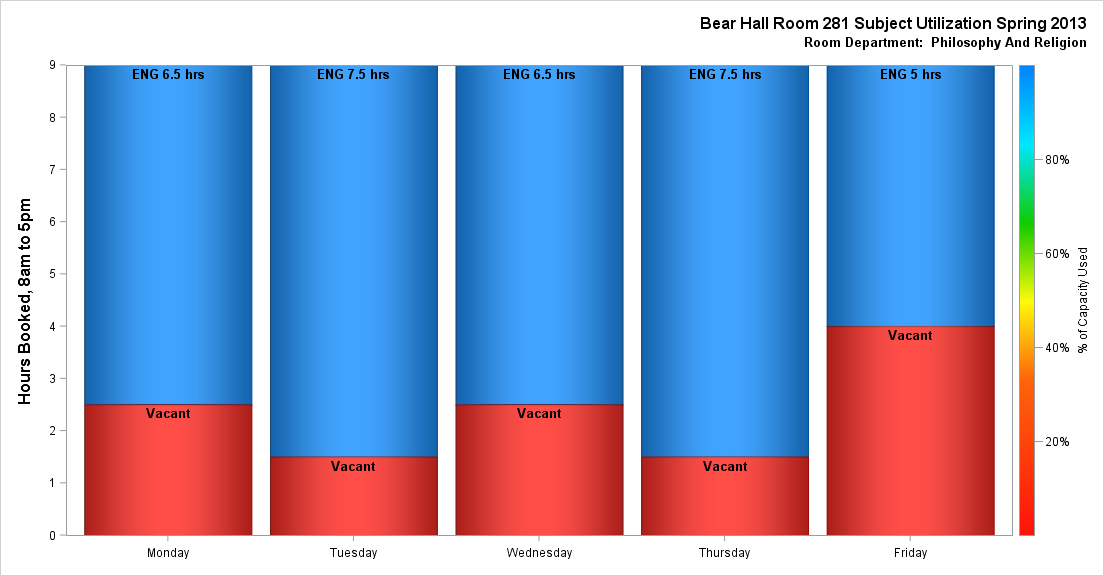 Bear Hall Room 281 Subject Utilization Spring 2013
Room Department:  Philosophy And Religion
Hours Booked, 8am to 5pm
9
8
7
6
5
4
3
2
1
0
ENG 6.5 hrs
ENG 7.5 hrs
ENG 6.5 hrs
ENG 7.5 hrs
ENG 5 hrs
Vacant
Vacant
Vacant
Vacant
Vacant
Monday
Tuesday
Wednesday
Thursday
Friday
80%
60%
40%
20%
% of Capacity Used